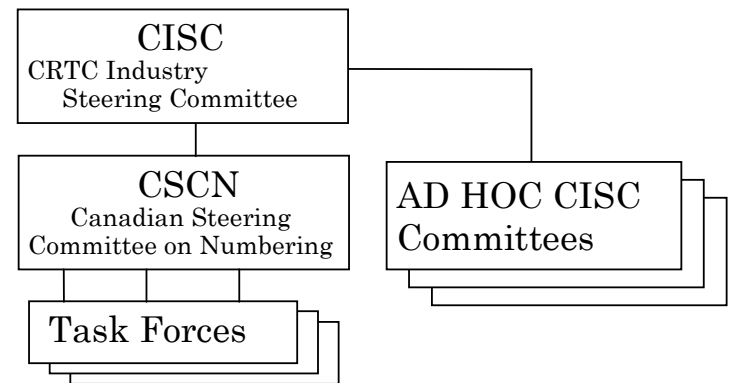 CISC
CRTC Industry
Steering Committee
CSCN
Canadian Steering
Committee on Numbering
AD HOC CISC
Committees
Task Forces